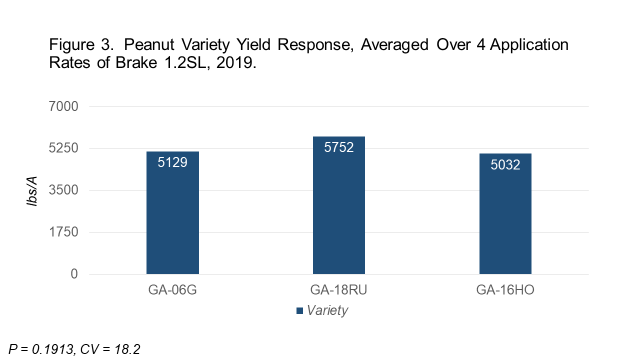 Figure 3. Peanut Variety Yield Response, Averaged Over 4 Application
Rates of Brake 1.2SL, 2019.
7000
5250
3500
1750
0
lbs/A
5129
5752
5032
GA-06G
GA-18RU
GA-16HO
Variety
P = 0.1913, CV = 18.2